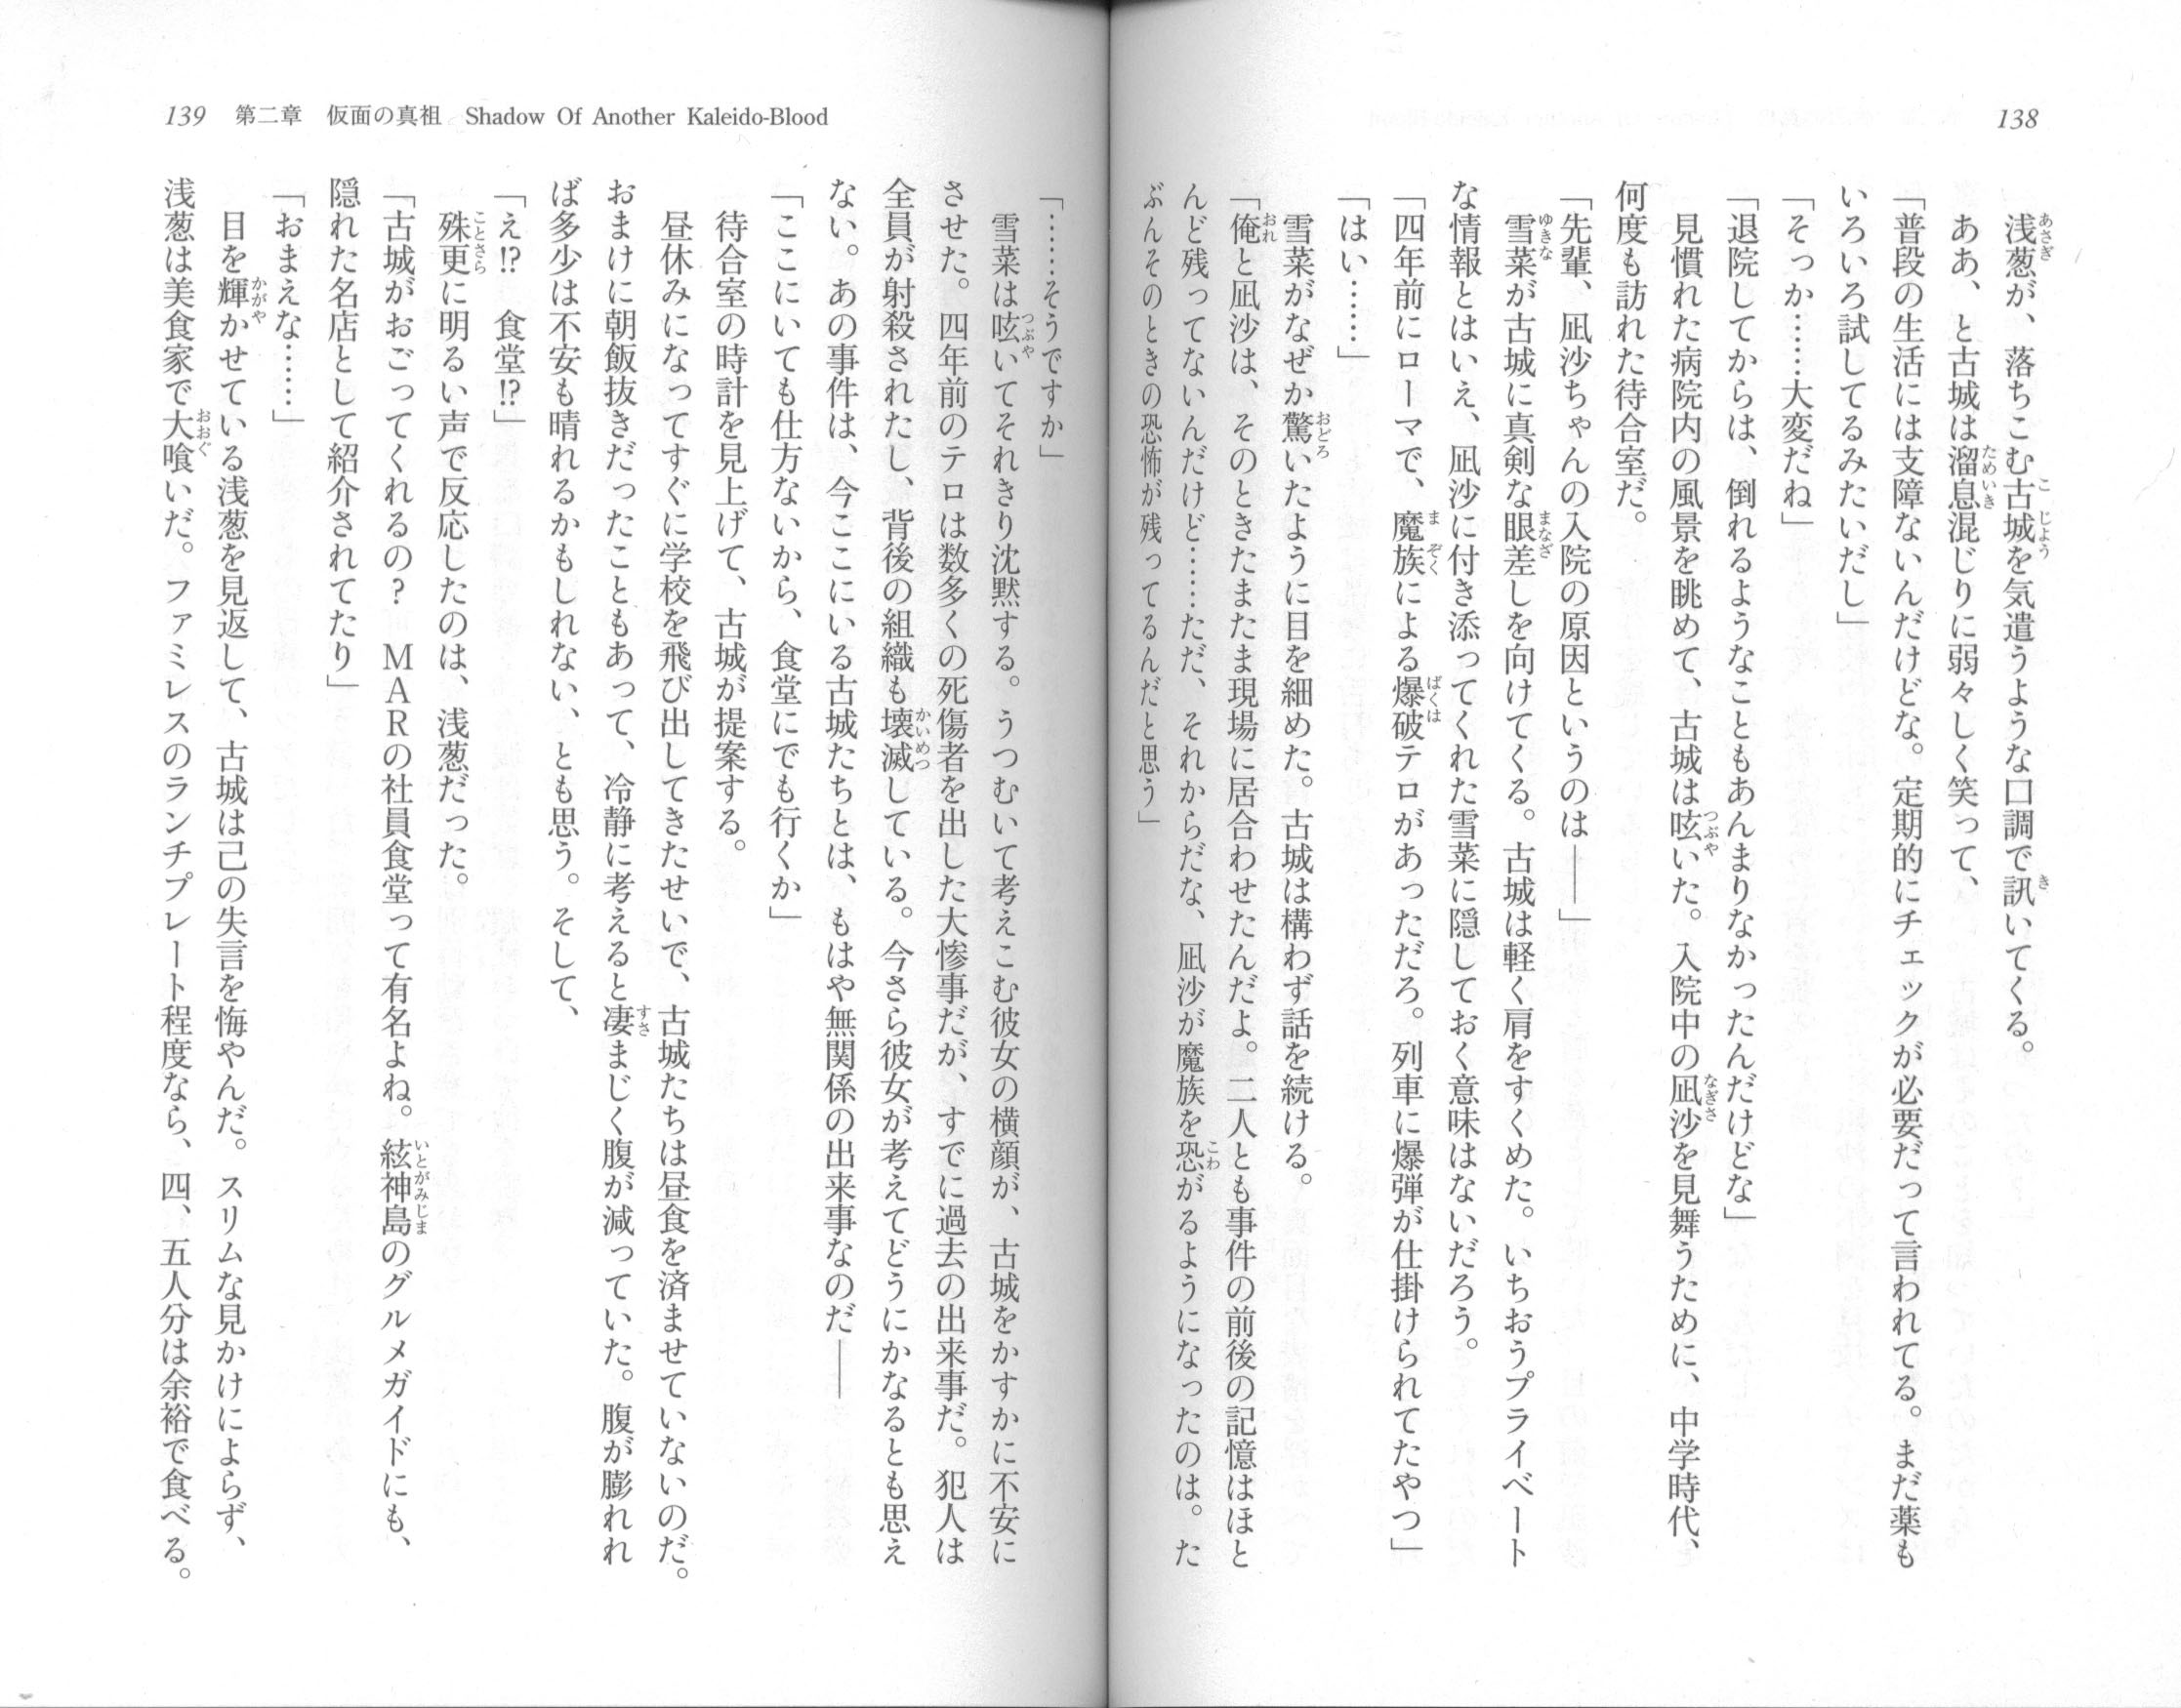 138
浅葱が、落ちこむ古城を気遣うような口調で訊いてくる。
ああ、と古城は溜息混じりに弱々しく笑って、
「普段の生活には支障ないんだけどな。定期的にチェックが必要だって言われてる。まだ薬も
いろいろ試してるみたいだし」
「そっか……大変だね」
「退院してからは、倒れるようなこともあんまりなかったんだけどな」
見慣れた病院内の風景を眺めて、古城は呟いた。入院中の凪沙を見舞うために、中学時代、
何度も訪れた待合室だ。
「先輩、凪沙ちゃんの入院の原因というのは――」
雪菜が古城に真剣な眼差しを向けてくる。古城は軽く肩をすくめた。いちおうプライベート
な情報とはいえ、凪沙に付き添ってくれた雪菜に隠しておく意味はないだろう。
「四年前にローマで、魔族による爆破テロがあっただろ。列車に爆弾が仕掛けられてたやつ」
「はい……」
雪菜がなぜか驚いたように目を細めた。古城は構わず話を続ける。
「俺と凪沙は、そのときたまたま現場に居合わせたんだよ。二人とも事件の前後の記憶はほと
んど残ってないんだけど……ただ、それからだな、凪沙が魔族を恐がるようになったのは。た
ぶんそのときの恐怖が残ってるんだと思う」
139 第二章 仮面の真祖 Shadow Of Another Kaleido-Blood
「……そうですか」
雪菜は呟いてそれきり沈黙する。うつむいて考えこむ彼女の横顔が、古城をかすかに不安に
させた。四年前のテロは数多くの死傷者を出した大惨事だが、すでに過去の出来事だ。犯人は
全員が射殺されたし、背後の組織も壊滅している。今さら彼女が考えてどうにかなるとも思え
ない。あの事件は、今ここにいる古城たちとは、もはや無関係の出来事なのだ――
「ここにいても仕方ないから、食堂にでも行くか」
待合室の時計を見上げて、古城が提案する。
昼休みになってすぐに学校を飛び出してきたせいで、古城たちは昼食を済ませていないのだ。
おまけに朝飯抜きだったこともあって、冷静に考えると凄まじく腹が減っていた。腹が膨れれ
ば多少は不安も晴れるかもしれない、とも思う。そして、
「え⁉ 食堂⁉」
殊更に明るい声で反応したのは、浅葱だった。
「古城がおごってくれるの? MARの社員食堂って有名よね。絃神島のグルメガイドにも、
隠れた名店として紹介されてたり」
「おまえな……」
目を輝かせている浅葱を見返して、古城は己の失言を悔やんだ。スリムな見かけによらず、
浅葱は美食家で大喰いだ。ファミレスのランチプレート程度なら、四、五人分は余裕で食べる。